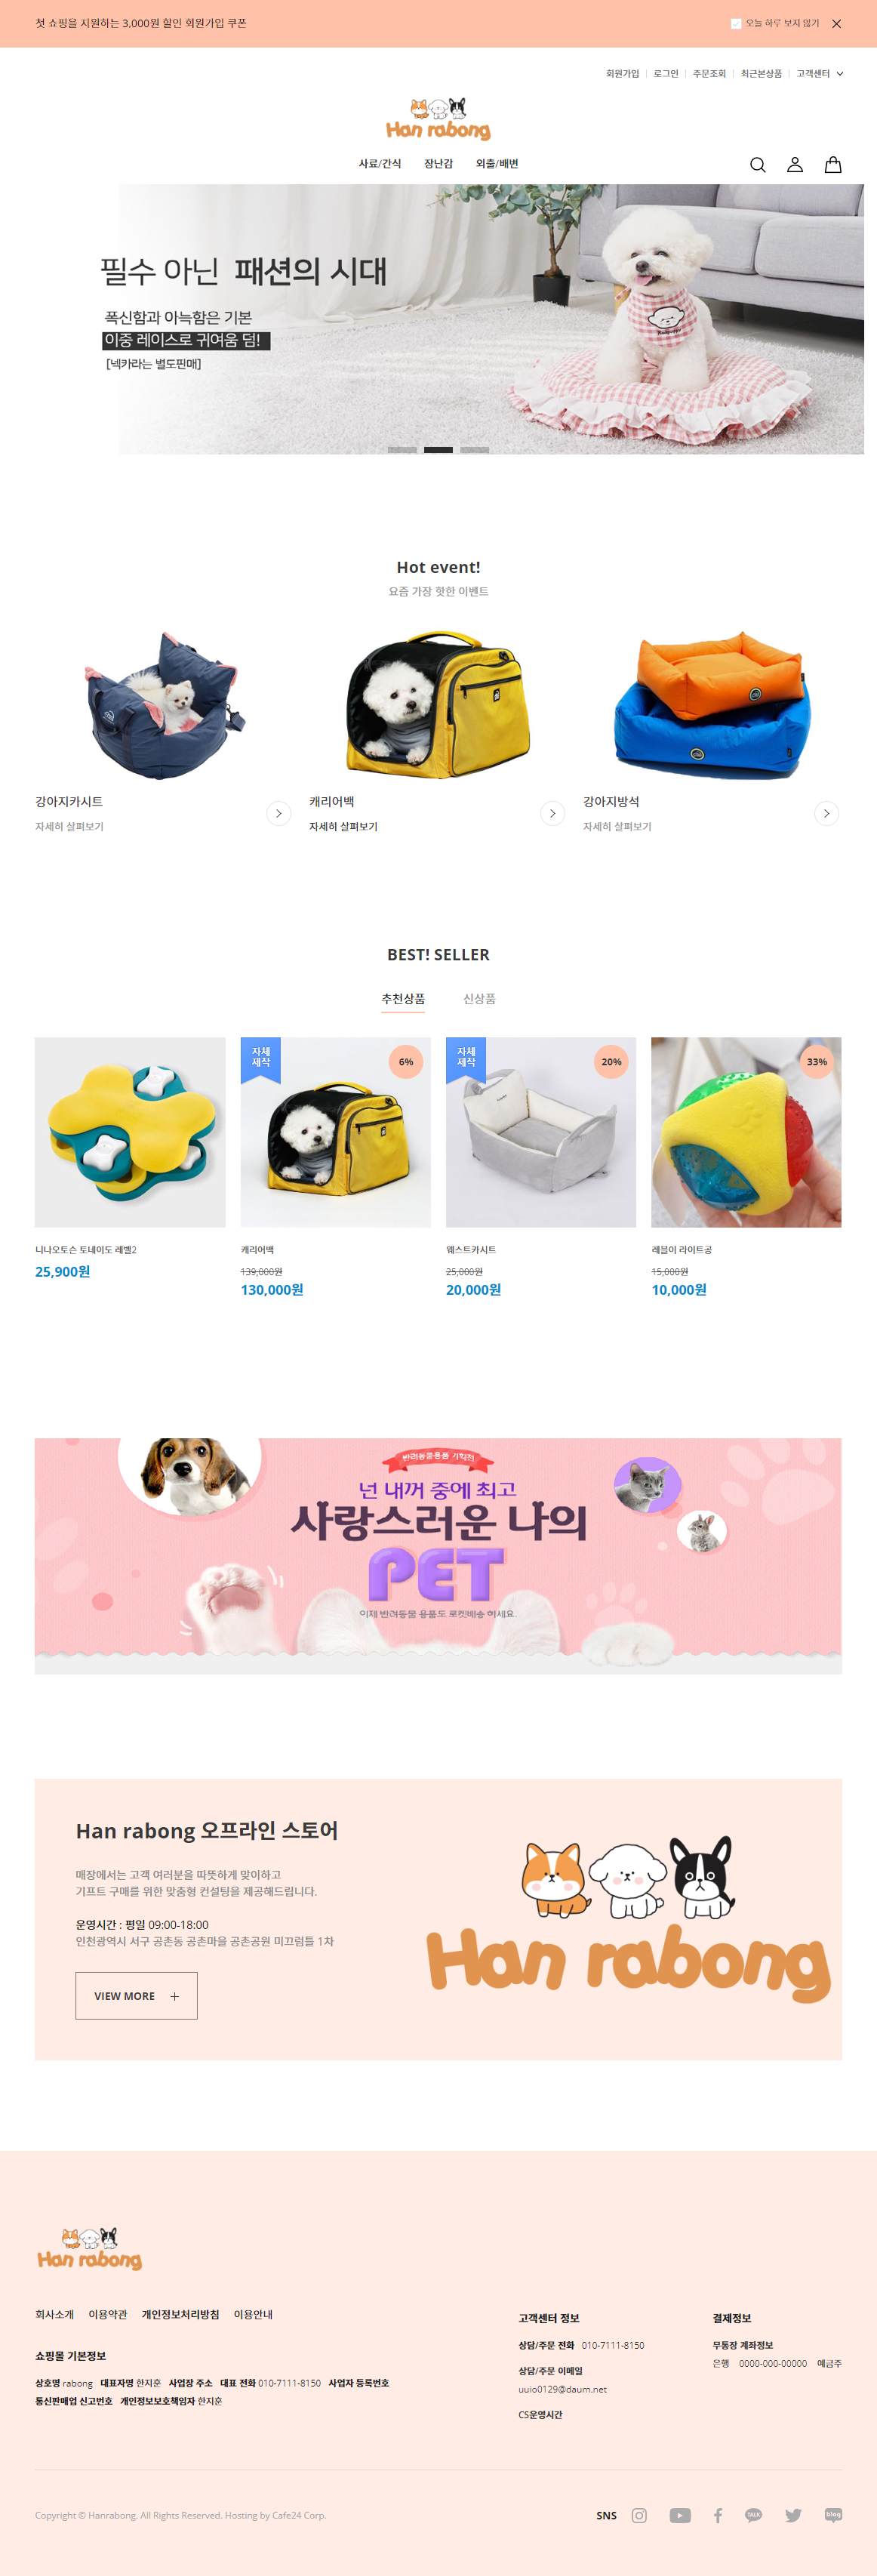 첫 쇼핑을 지원하는 3,000원 할인 회원가입 쿠폰
오늘 하루 보지 않기
회원가입 로그인 주문조회 최근본상품 고객센터
Han rabong
사료/간식 장난감 외출/배변
필수 아닌 패션의 시대
폭신함과 아늑함은 기본
이중 레이스로 귀여움 덤!
[넥카라는 별도판매]
Hot event!
요즘 가장 핫한 이벤트
강아지카시트
자세히 살펴보기
캐리어백
자세히 살펴보기
강아지방석
자세히 살펴보기
BEST! SELLER
추천상품 신상품
자체
제작
6%
자체
제작
20%
33%
니나오토슨 토네이도 레벨2
25,900원
캐리어백
139,000원
130,000원
웨스트카시트
25,000원
20,000원
레블이 라이트공
15,000원
10,000원
반려동물용품 기획전
넌 내꺼 중에 최고
사랑스러운 나의
PET
이제 반려동물 용품도 로켓배송 하세요.
Han rabong 오프라인 스토어
매장에서는 고객 여러분을 따뜻하게 맞이하고
기프트 구매를 위한 맞춤형 컨설팅을 제공해드립니다.
운영시간 : 평일 09:00-18:00
인천광역시 서구 공촌동 공촌마을 공촌공원 미끄럼틀 1차
VIEW MORE
Han rabong
Han rabong
회사소개 이용약관 개인정보처리방침 이용안내
쇼핑몰 기본정보
상호명 rabong 대표자명 한지훈 사업장 주소 대표 전화 010-7111-8150 사업자 등록번호
통신판매업 신고번호 개인정보보호책임자 한지훈
고객센터 정보
상담/주문 전화 010-7111-8150
상담/주문 이메일
uuio0129@daum.net
CS운영시간
결제정보
무통장 계좌정보
은행 0000-000-00000 예금주
Copyright © Hanrabong. All Rights Reserved. Hosting by Cafe24 Corp.
SNS
TALK
blog